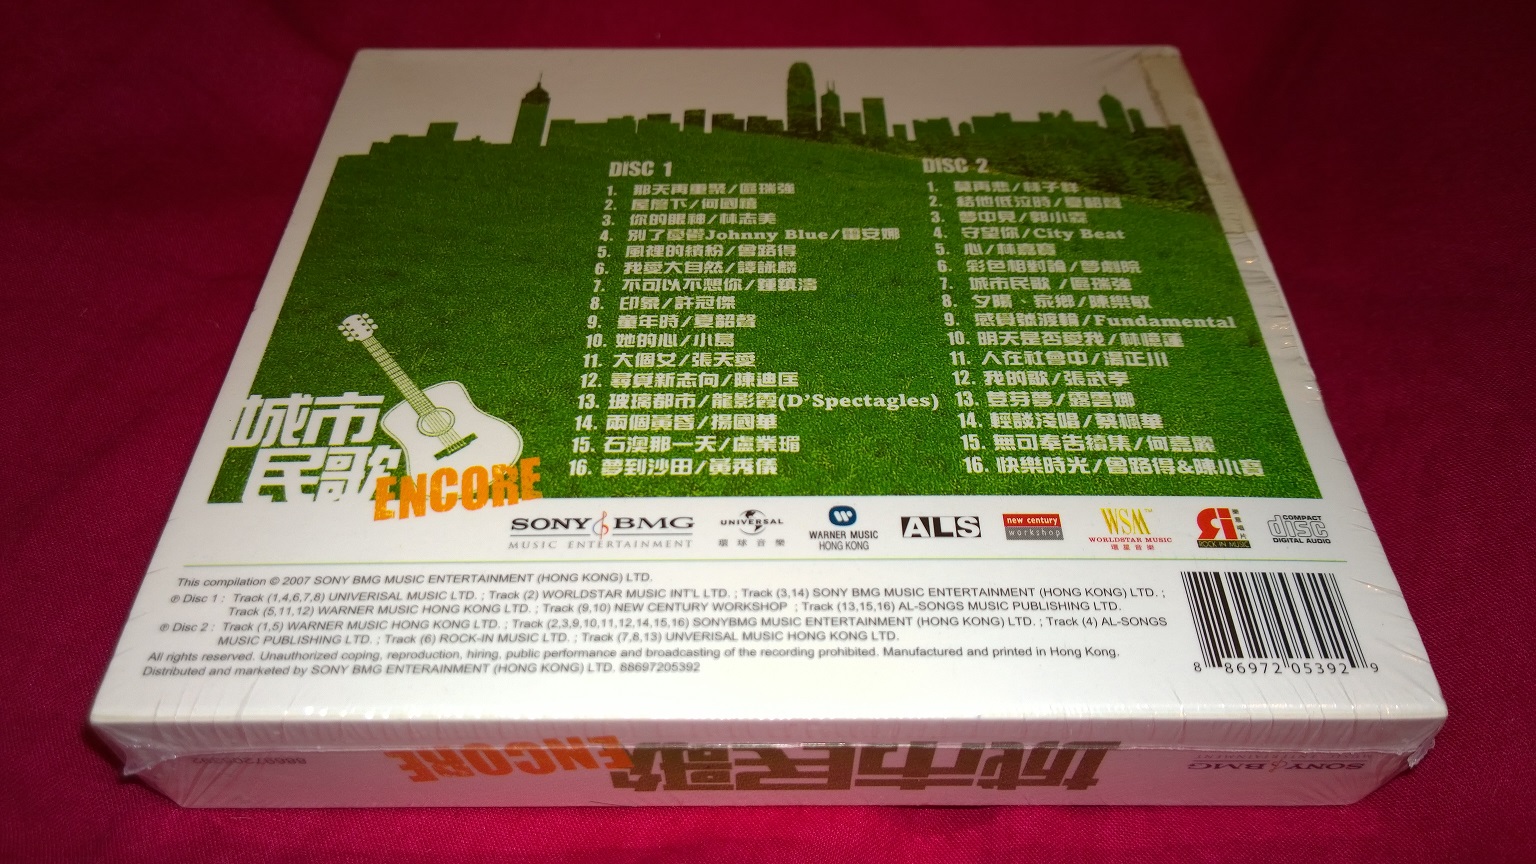 DISC 1
1. 那天再重聚/區瑞強
2. 屋簷下/何國禧
3. 你的眼神/林志美
4. 別了憂鬱Johnny Blue/雷安娜
5. 風裡的繽紛/曾路得
6. 我愛大自然/譚詠麟
7. 不可以不想你/鍾鎮濤
8. 印象/許冠傑
9. 童年時/夏韶聲
10. 她的心/小島
11. 大個女/張天愛
12. 尋覓新志向/陳迪匡
13. 玻璃都市/龍影霞(D'Spectagles)
14. 兩個黃昏/楊國華
15. 石澳那一天/盧業瑂
16. 夢到沙田/黃秀儀
DISC 2
1. 莫再悲/林子祥
2. 結他低泣時/夏韶聲
3. 夢中見/郭小霖
4. 守望你/City Beat
5. 心/林嘉寶
6. 彩色相對論/夢劇院
7. 城市民歌/區瑞強
8. 夕陽、家鄉/陳樂敏
9. 感覺號渡輪/Fundamental
10. 明天是否愛我/林憶蓮
11. 人在社會中/湯正川
12. 我的歌/張武孝
13. 荳芽夢/露雲娜
14. 輕談淺唱/蔡楓華
15. 無可奉告續集/何嘉麗
16. 快樂時光/曾路得&陳小寶
城市
民歌
ENCORE
SONY BMG
MUSIC ENTERTAINMENT
UNIVERSAL
環球音樂
WARNER MUSIC
HONG KONG
ALS
new century
workshop
WSM
WORLDSTAR MUSIC
環星音樂
Ri
ROCK IN MUSIC
COMPACT
disc
DIGITAL AUDIO
This compilation © 2007 SONY BMG MUSIC ENTERTAINMENT (HONG KONG) LTD.
℗ Disc 1 : Track (1,4,6,7,8) UNIVERISAL MUSIC LTD. ; Track (2) WORLDSTAR MUSIC INT'L LTD. ; Track (3,14) SONY BMG MUSIC ENTERTAINMENT (HONG KONG) LTD. ;
Track (5,11,12) WARNER MUSIC HONG KONG LTD. ; Track (9,10) NEW CENTURY WORKSHOP ; Track (13,15,16) AL-SONGS MUSIC PUBLISHING LTD.
℗ Disc 2 : Track (1,5) WARNER MUSIC HONG KONG LTD. ; Track (2,3,9,10,11,12,14,15,16) SONYBMG MUSIC ENTERTAINMENT (HONG KONG) LTD. ; Track (4) AL-SONGS
MUSIC PUBLISHING LTD. ; Track (6) ROCK-IN MUSIC LTD. ; Track (7,8,13) UNVERISAL MUSIC HONG KONG LTD.
All rights reserved. Unauthorized coping, reproduction, hiring, public performance and broadcasting of the recording prohibited. Manufactured and printed in Hong Kong.
Distributed and marketed by SONY BMG ENTERAINMENT (HONG KONG) LTD. 88697205392
8 86972 05392 9
SONY BMG
城市民歌 ENCORE
88697205392